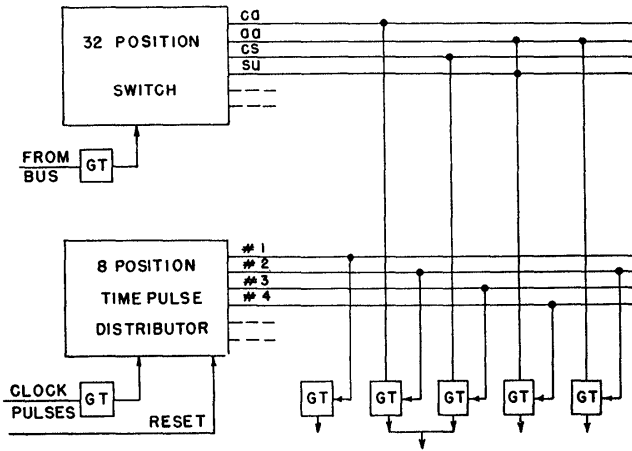 32 POSITION
SWITCH
ca
aa
cs
su
FROM
BUS
GT
8 POSITION
TIME PULSE
DISTRIBUTOR
# 1
# 2
# 3
# 4
CLOCK
PULSES
GT
RESET
GT
GT
GT
GT
GT